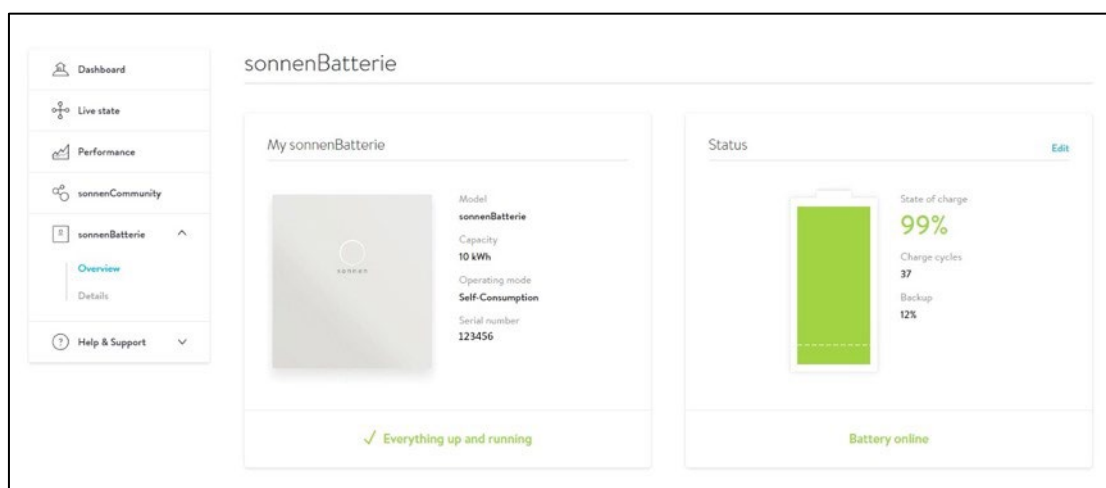 sonnenBatterie
Dashboard
Live state
Performance
sonnenCommunity
sonnenBatterie
Overview
Details
Help & Support
My sonnenBatterie
sonnen
Model
sonnenBatterie
Capacity
10 kWh
Operating mode
Self-Consumption
Serial number
123456
✓ Everything up and running
Status
Edit
State of charge
99%
Charge cycles
37
Backup
12%
Battery online